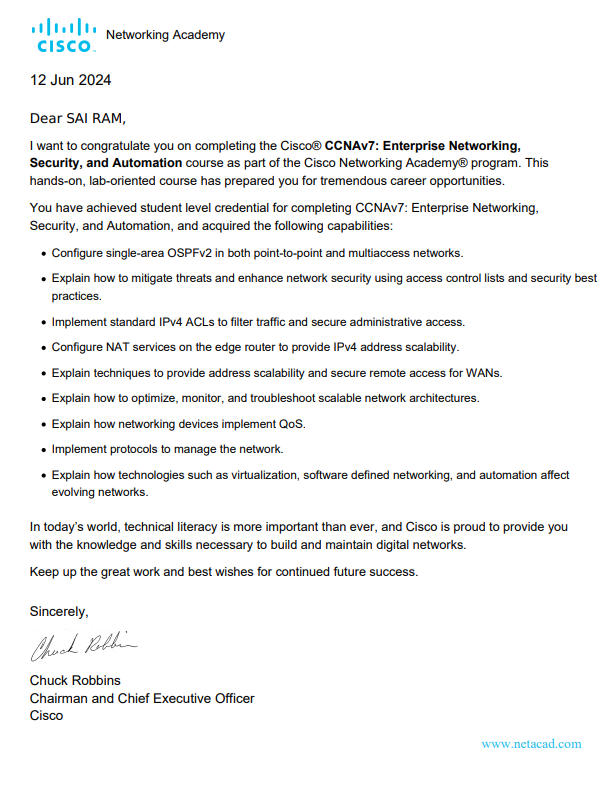 CISCO Networking Academy
12 Jun 2024
Dear SAI RAM,
I want to congratulate you on completing the Cisco® CCNAv7: Enterprise Networking,
Security, and Automation course as part of the Cisco Networking Academy® program. This
hands-on, lab-oriented course has prepared you for tremendous career opportunities.
You have achieved student level credential for completing CCNAv7: Enterprise Networking,
Security, and Automation, and acquired the following capabilities:
• Configure single-area OSPFv2 in both point-to-point and multiaccess networks.
• Explain how to mitigate threats and enhance network security using access control lists and security best
practices.
• Implement standard IPv4 ACLs to filter traffic and secure administrative access.
• Configure NAT services on the edge router to provide IPv4 address scalability.
• Explain techniques to provide address scalability and secure remote access for WANs.
• Explain how to optimize, monitor, and troubleshoot scalable network architectures.
• Explain how networking devices implement QoS.
• Implement protocols to manage the network.
• Explain how technologies such as virtualization, software defined networking, and automation affect
evolving networks.
In today’s world, technical literacy is more important than ever, and Cisco is proud to provide you
with the knowledge and skills necessary to build and maintain digital networks.
Keep up the great work and best wishes for continued future success.
Sincerely,
Chuck Robbins
Chuck Robbins
Chairman and Chief Executive Officer
Cisco
www.netacad.com